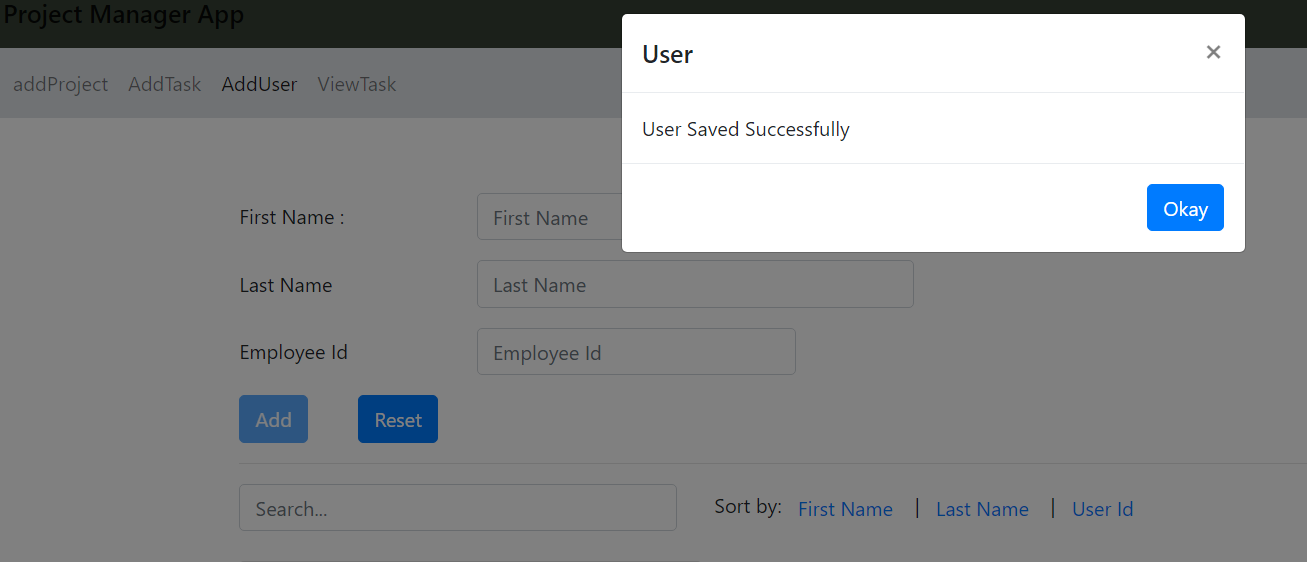 Project Manager App
addProject AddTask AddUser ViewTask
User ×
User Saved Successfully
Okay
First Name : First Name
Last Name Last Name
Employee Id Employee Id
Add Reset
Search... Sort by: First Name | Last Name | User Id